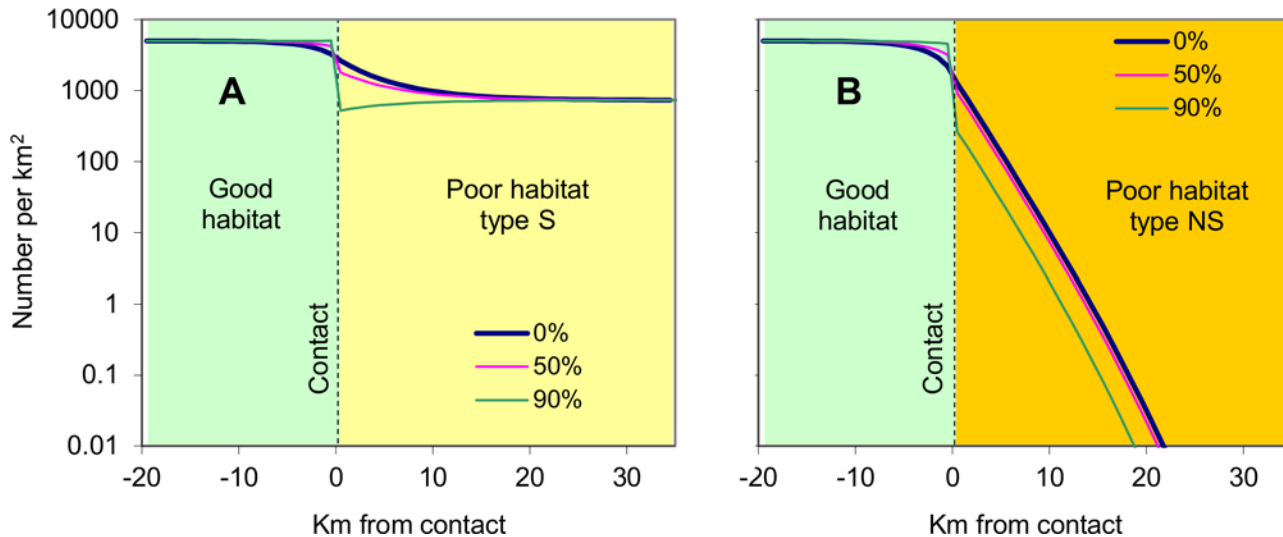 Number per km²
10000
1000
100
10
1
0.1
0.01
A
Good
habitat
Contact
Poor habitat
type S
0%
50%
90%
-20
-10
0
10
20
30
Km from contact
B
Good
habitat
Contact
0%
50%
90%
Poor habitat
type NS
-20
-10
0
10
20
30
Km from contact